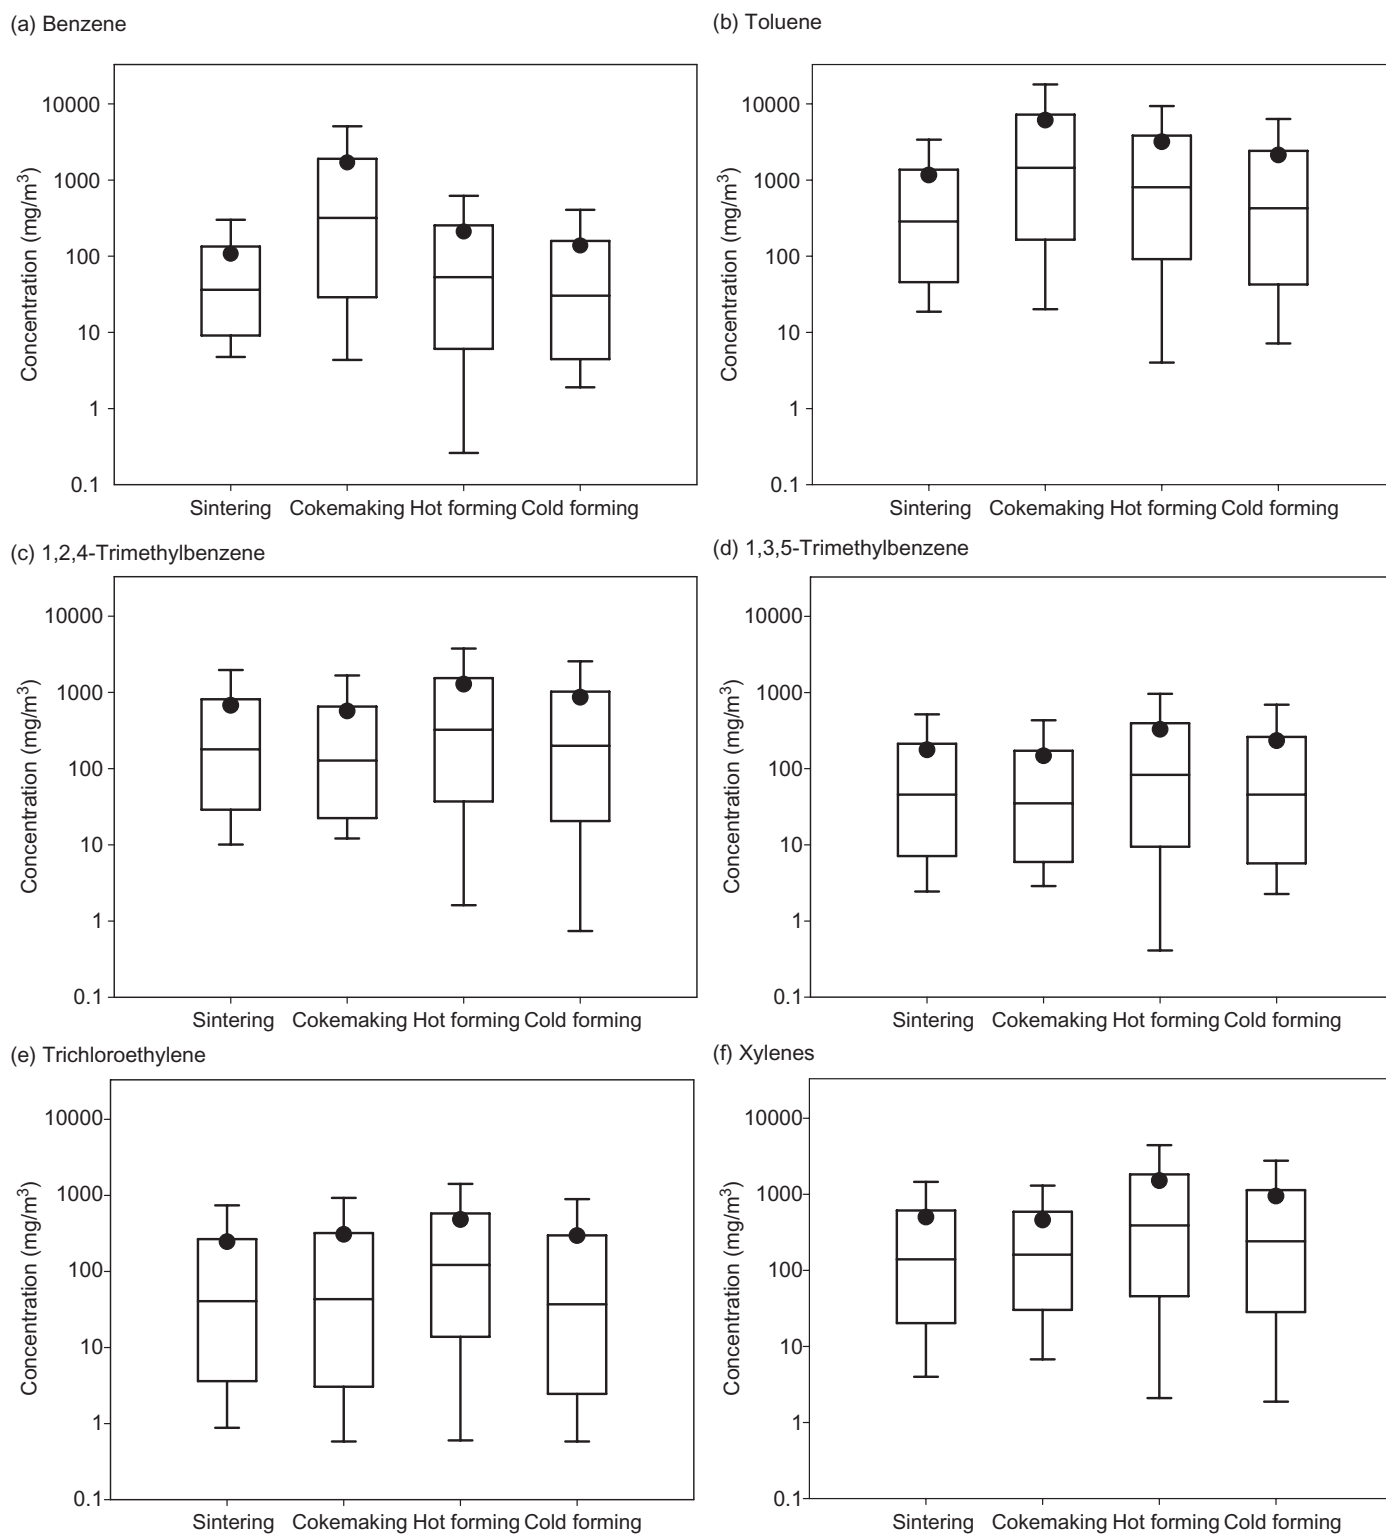 (a) Benzene
10000
1000
100
10
1
0.1
Concentration (mg/m³)
Sintering Cokemaking Hot forming Cold forming
(b) Toluene
10000
1000
100
10
1
0.1
Concentration (mg/m³)
Sintering Cokemaking Hot forming Cold forming
(c) 1,2,4-Trimethylbenzene
10000
1000
100
10
1
0.1
Concentration (mg/m³)
Sintering Cokemaking Hot forming Cold forming
(d) 1,3,5-Trimethylbenzene
10000
1000
100
10
1
0.1
Concentration (mg/m³)
Sintering Cokemaking Hot forming Cold forming
(e) Trichloroethylene
10000
1000
100
10
1
0.1
Concentration (mg/m³)
Sintering Cokemaking Hot forming Cold forming
(f) Xylenes
10000
1000
100
10
1
0.1
Concentration (mg/m³)
Sintering Cokemaking Hot forming Cold forming